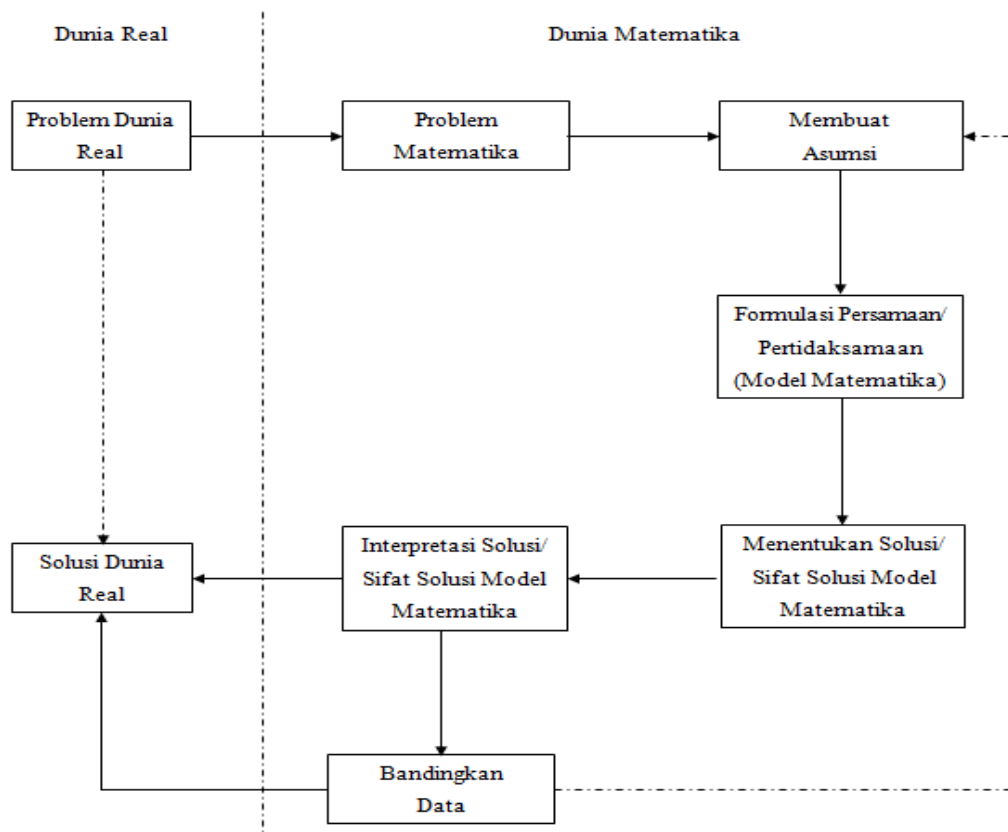 Dunia Real
Dunia Matematika
Problem Dunia
Real
Problem
Matematika
Membuat
Asumsi
Formulasi Persamaan/
Pertidaksamaan
(Model Matematika)
Solusi Dunia
Real
Interpretasi Solusi/
Sifat Solusi Model
Matematika
Menentukan Solusi/
Sifat Solusi Model
Matematika
Bandingkan
Data